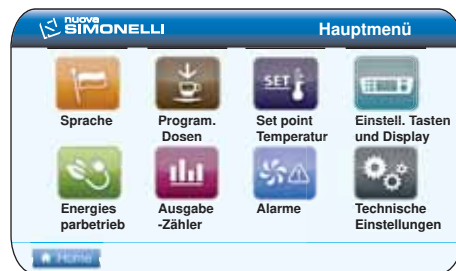 nuova
SIMONELLI
Hauptmenü
SET
Sprache
Program.
Dosen
Set point
Temperatur
Einstell. Tasten
und Display
Energies
parbetrieb
Ausgabe
-Zähler
Alarme
Technische
Einstellungen
Home